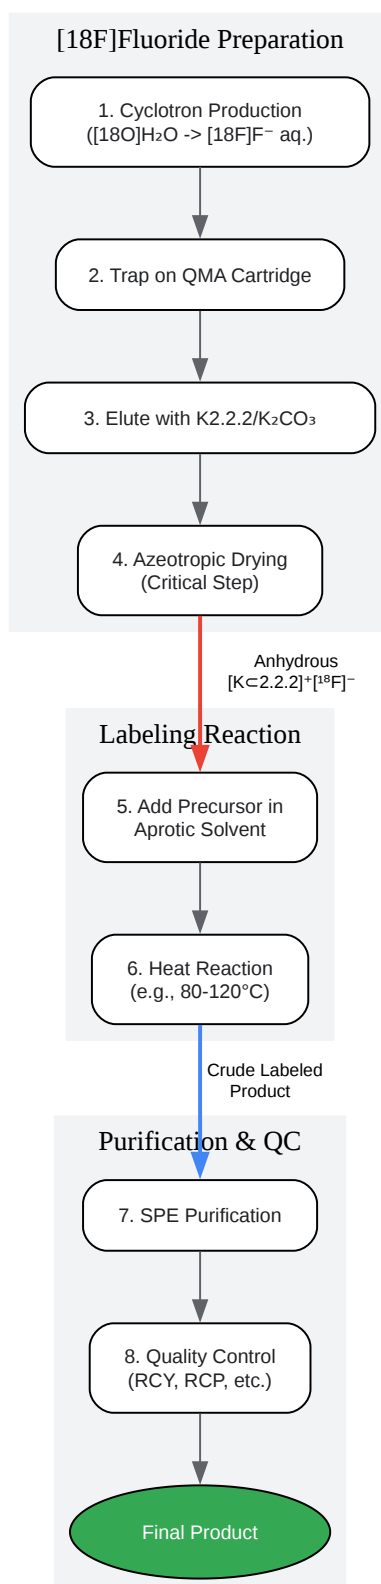 [18F]Fluoride Preparation
1. Cyclotron Production
([18O]H₂O -> [18F]F⁻ aq.)
2. Trap on QMA Cartridge
3. Elute with K2.2.2/K₂CO₃
4. Azeotropic Drying
(Critical Step)
Anhydrous
[K⊂2.2.2]⁺[¹⁸F]⁻
Labeling Reaction
5. Add Precursor in
Aprotic Solvent
6. Heat Reaction
(e.g., 80-120°C)
Crude Labeled
Product
Purification & QC
7. SPE Purification
8. Quality Control
(RCY, RCP, etc.)
Final Product